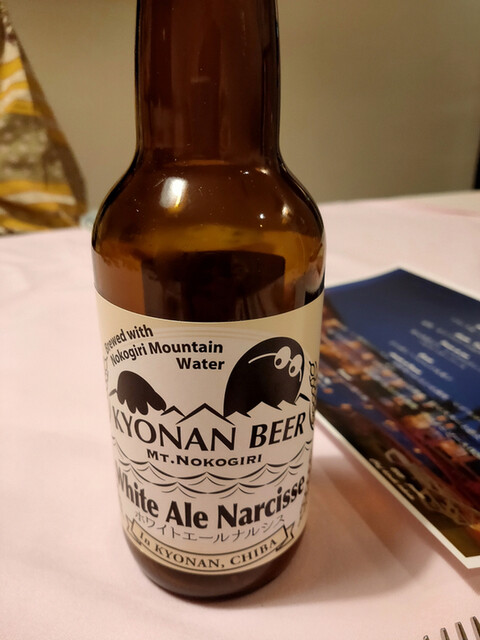 Brewed with
Nokogiri Mountain
Water
KYONAN BEER
MT.NOKOGIRI
White Ale Narcisse
ホワイトエールナルシス
In KYONAN, CHIBA